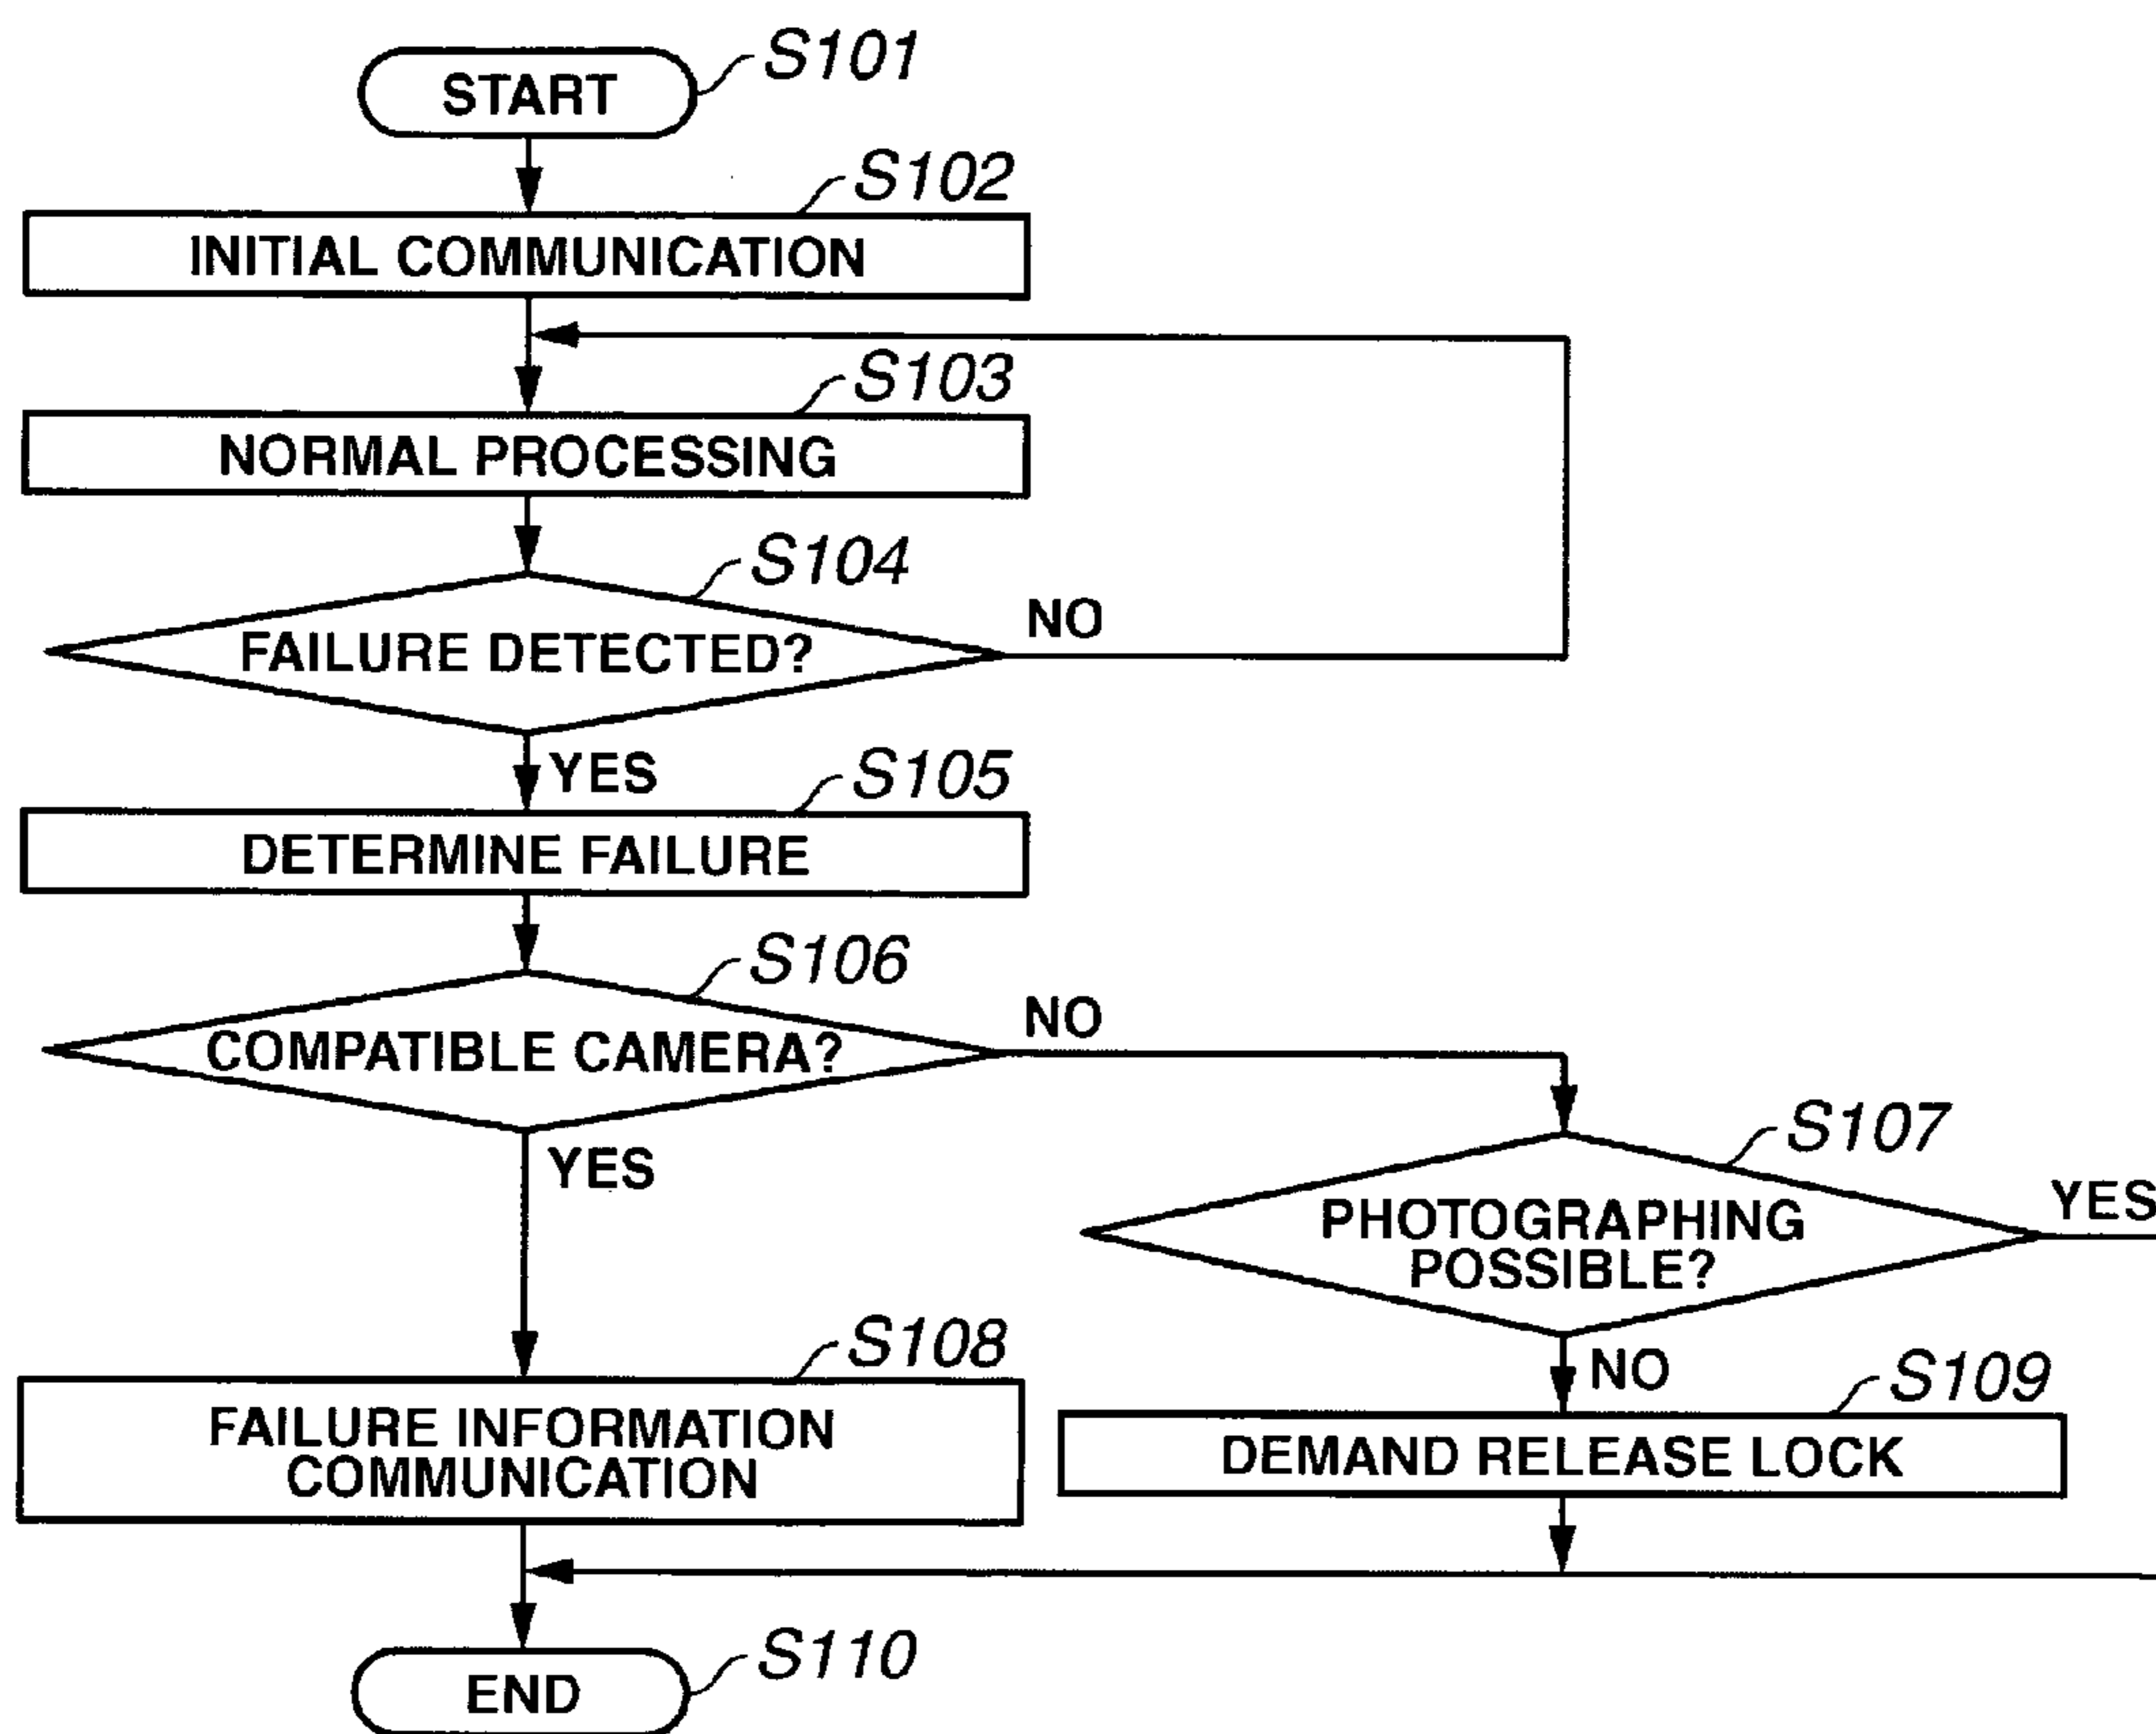 START
S101
S102
INITIAL COMMUNICATION
S103
NORMAL PROCESSING
S104
FAILURE DETECTED?
NO
YES
S105
DETERMINE FAILURE
S106
COMPATIBLE CAMERA?
NO
YES
S107
PHOTOGRAPHING
POSSIBLE?
YES
NO
S108
FAILURE INFORMATION
COMMUNICATION
S109
DEMAND RELEASE LOCK
S110
END